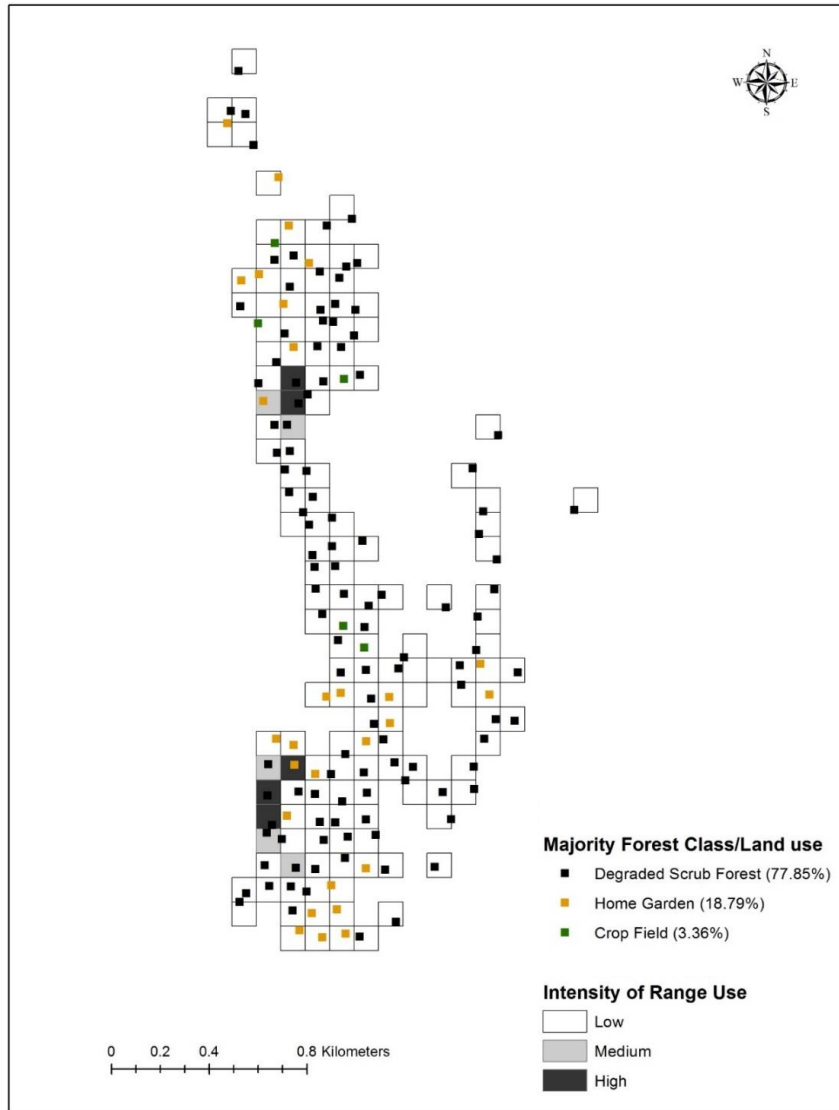 N
W E
S
Majority Forest Class/Land use
Degraded Scrub Forest (77.85%)
Home Garden (18.79%)
Crop Field (3.36%)
Intensity of Range Use
Low
Medium
High
0 0.2 0.4 0.8 Kilometers